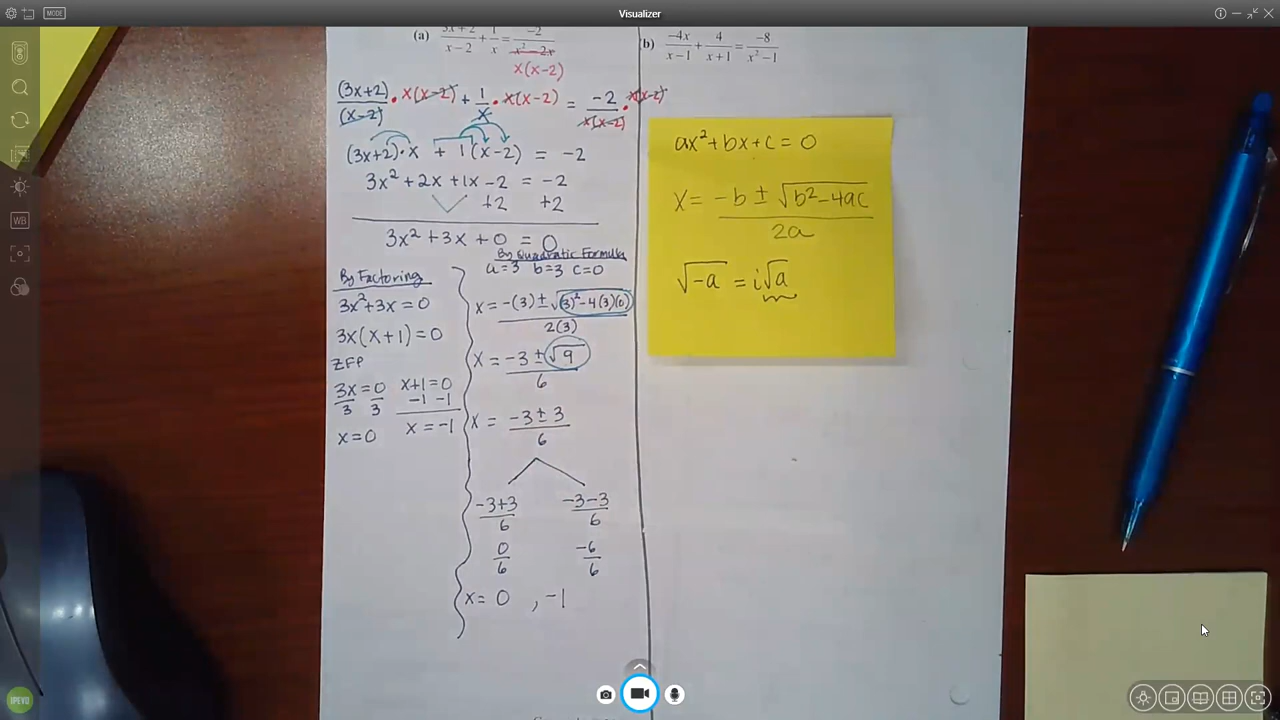 MODE
Visualizer
WB
(a) 3x+2/x−2 + 1/x = −2/x²−2x
x(x−2)
(3x+2)/(x−2) • x(x−2) + 1/x • x(x−2) = −2/x(x−2) • x(x−2)
(3x+2)•x + 1(x−2) = −2
3x² + 2x + 1x − 2 = −2
+2 +2
3x² + 3x + 0 = 0
By Factoring
3x²+3x=0
3x(x+1)=0
ZFP
3x=0 x+1=0
3 3 −1 −1
x=0 x=−1
By Quadratic Formula
a=3 b=3 c=0
x= −(3)±√(3)²−4(3)(0)
2(3)
x= −3±√9
6
x= −3±3
6
−3+3 −3−3
6 6
0 −6
6 6
x= 0 , −1
b) −4x/x−1 + 4/x+1 = −8/x²−1
ax²+bx+c=0
x= −b±√b²−4ac
2a
√−a = i√a
IPEVO